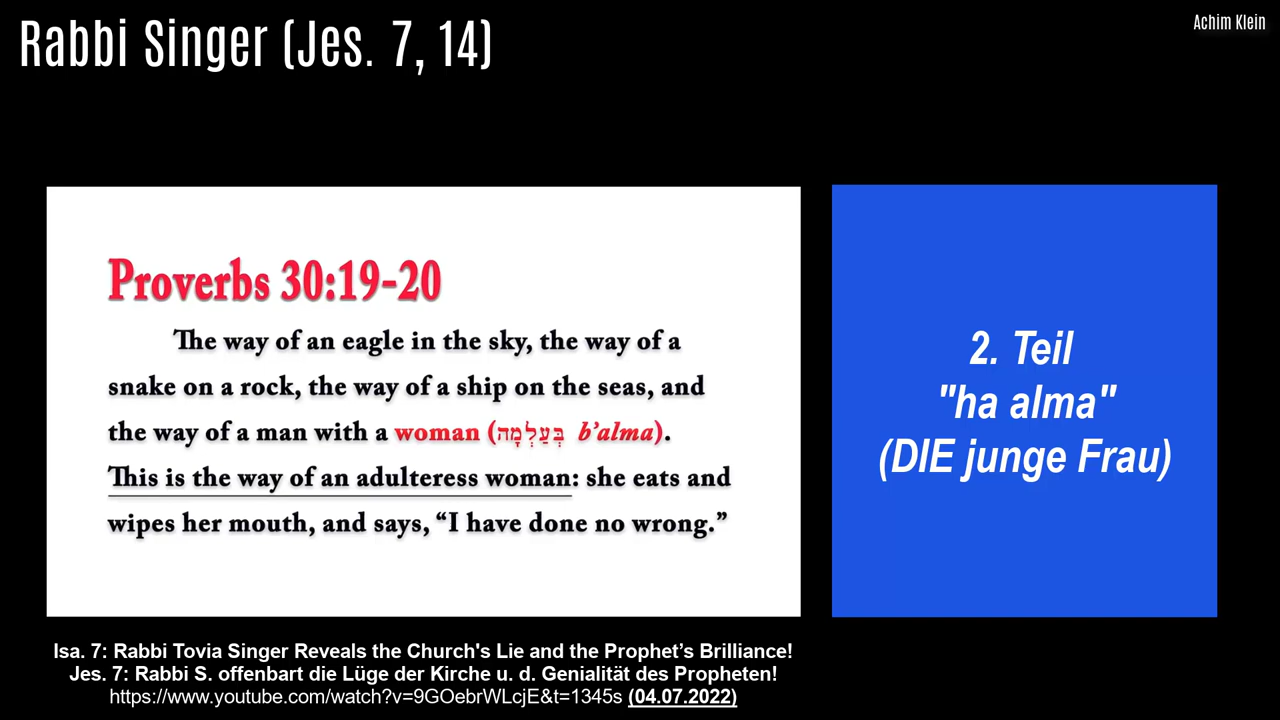 Rabbi Singer (Jes. 7, 14)
Achim Klein
Proverbs 30:19-20
The way of an eagle in the sky, the way of a
snake on a rock, the way of a ship on the seas, and
the way of a man with a woman (בְּעַלְמָה b’alma).
This is the way of an adulteress woman: she eats and
wipes her mouth, and says, “I have done no wrong.”
2. Teil
"ha alma"
(DIE junge Frau)
Isa. 7: Rabbi Tovia Singer Reveals the Church's Lie and the Prophet’s Brilliance!
Jes. 7: Rabbi S. offenbart die Lüge der Kirche u. d. Genialität des Propheten!
https://www.youtube.com/watch?v=9GOebrWLcjE&t=1345s (04.07.2022)